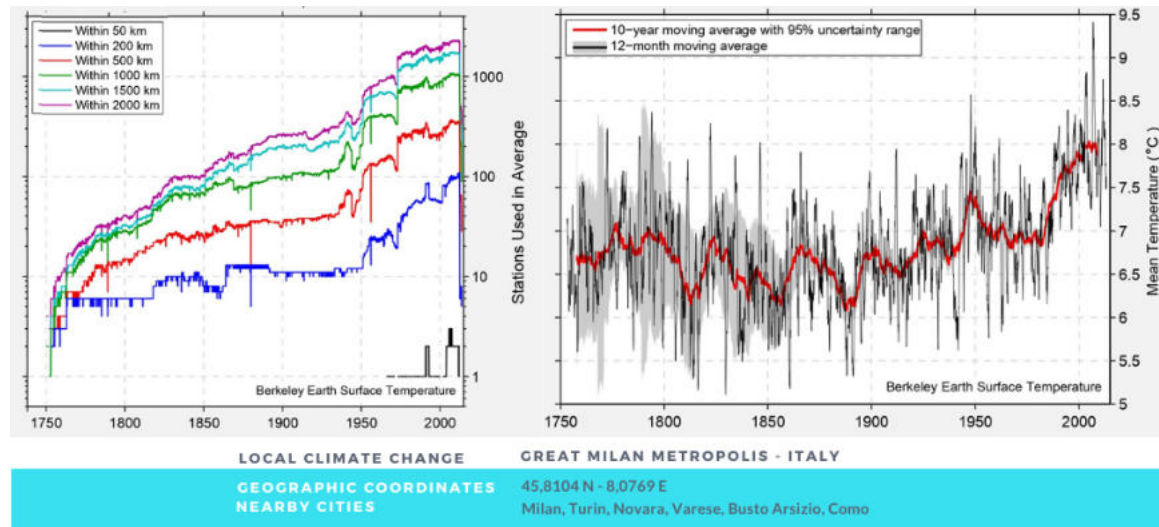 Within 50 km
Within 200 km
Within 500 km
Within 1000 km
Within 1500 km
Within 2000 km
1000
100
10
1
Stations Used in Average
Berkeley Earth Surface Temperature
1750 1800 1850 1900 1950 2000
10-year moving average with 95% uncertainty range
12-month moving average
9.5
9
8.5
8
7.5
7
6.5
6
5.5
5
Mean Temperature (°C)
Berkeley Earth Surface Temperature
1750 1800 1850 1900 1950 2000
LOCAL CLIMATE CHANGE GREAT MILAN METROPOLIS - ITALY
GEOGRAPHIC COORDINATES 45,8104 N - 8,0769 E
NEARBY CITIES Milan, Turin, Novara, Varese, Busto Arsizio, Como